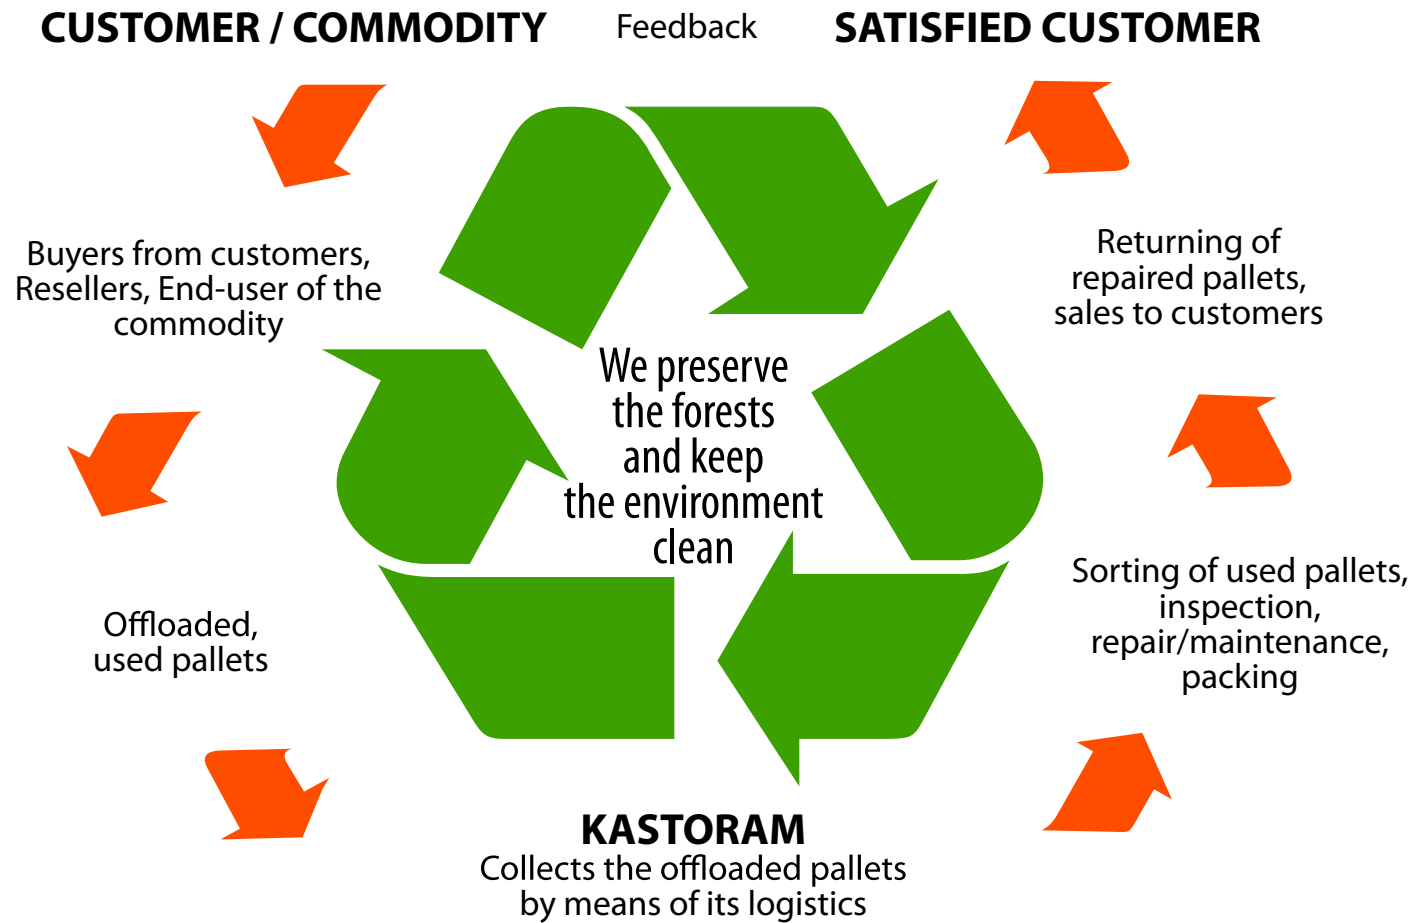 CUSTOMER / COMMODITY
Feedback
SATISFIED CUSTOMER
Buyers from customers,
Resellers, End-user of the
commodity
Returning of
repaired pallets,
sales to customers
We preserve
the forests
and keep
the environment
clean
Offloaded,
used pallets
Sorting of used pallets,
inspection,
repair/maintenance,
packing
KASTORAM
Collects the offloaded pallets
by means of its logistics